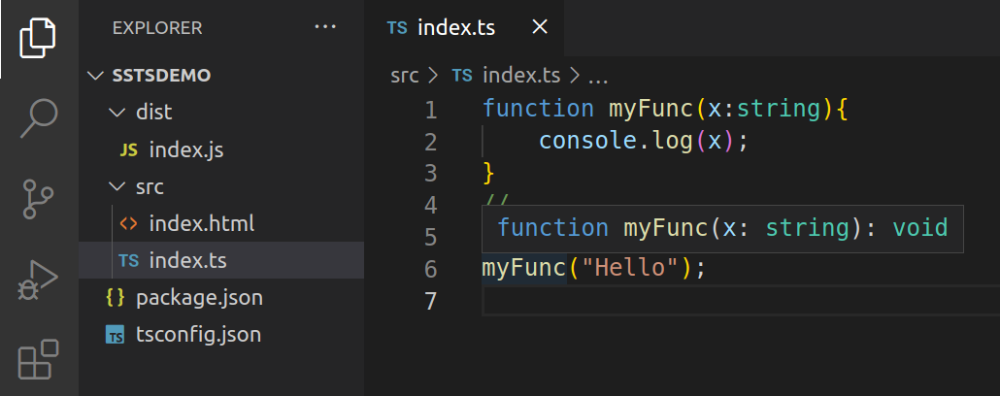 EXPLORER ...
SSTSDEMO
dist
JS index.js
src
<> index.html
TS index.ts
{} package.json
TS tsconfig.json
TS index.ts ×
src > TS index.ts > ...
1 function myFunc(x:string){
2 console.log(x);
3 }
4 //
function myFunc(x: string): void
5
6 myFunc("Hello");
7